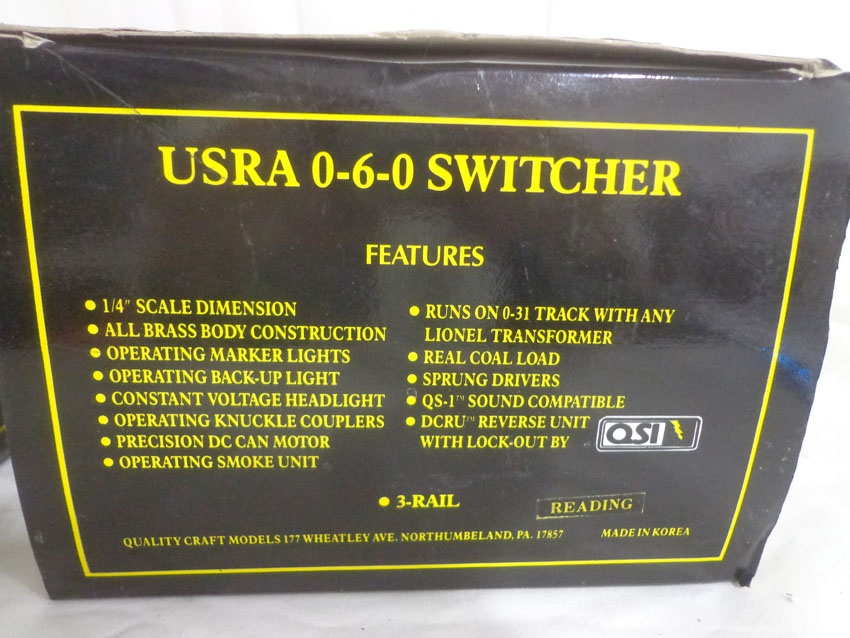 USRA 0-6-0 SWITCHER
FEATURES
• 1/4" SCALE DIMENSION
• ALL BRASS BODY CONSTRUCTION
• OPERATING MARKER LIGHTS
• OPERATING BACK-UP LIGHT
• CONSTANT VOLTAGE HEADLIGHT
• OPERATING KNUCKLE COUPLERS
• PRECISION DC CAN MOTOR
• OPERATING SMOKE UNIT
• RUNS ON 0-31 TRACK WITH ANY
LIONEL TRANSFORMER
• REAL COAL LOAD
• SPRUNG DRIVERS
• QS-1™ SOUND COMPATIBLE
• DCRU™ REVERSE UNIT
WITH LOCK-OUT BY QSI
• 3-RAIL
READING
QUALITY CRAFT MODELS 177 WHEATLEY AVE. NORTHUMBELAND, PA. 17857 MADE IN KOREA